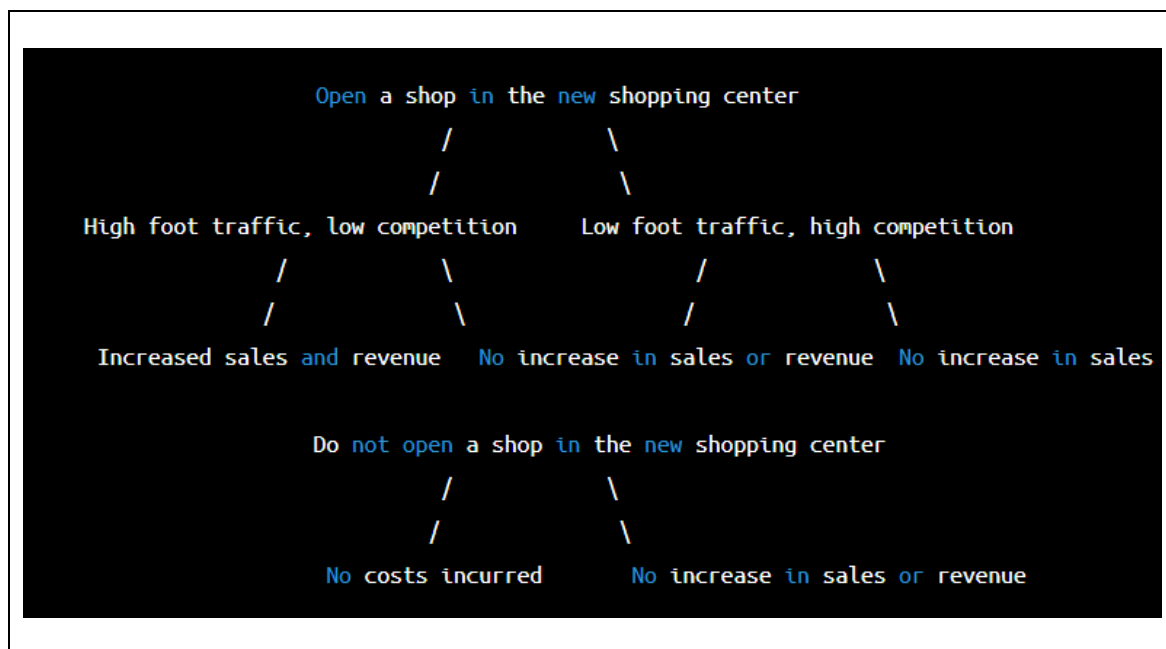 Open a shop in the new shopping center
/ \
/ \
High foot traffic, low competition Low foot traffic, high competition
/ \ / \
/ \ / \
Increased sales and revenue No increase in sales or revenue No increase in sales
Do not open a shop in the new shopping center
/ \
/ \
No costs incurred No increase in sales or revenue